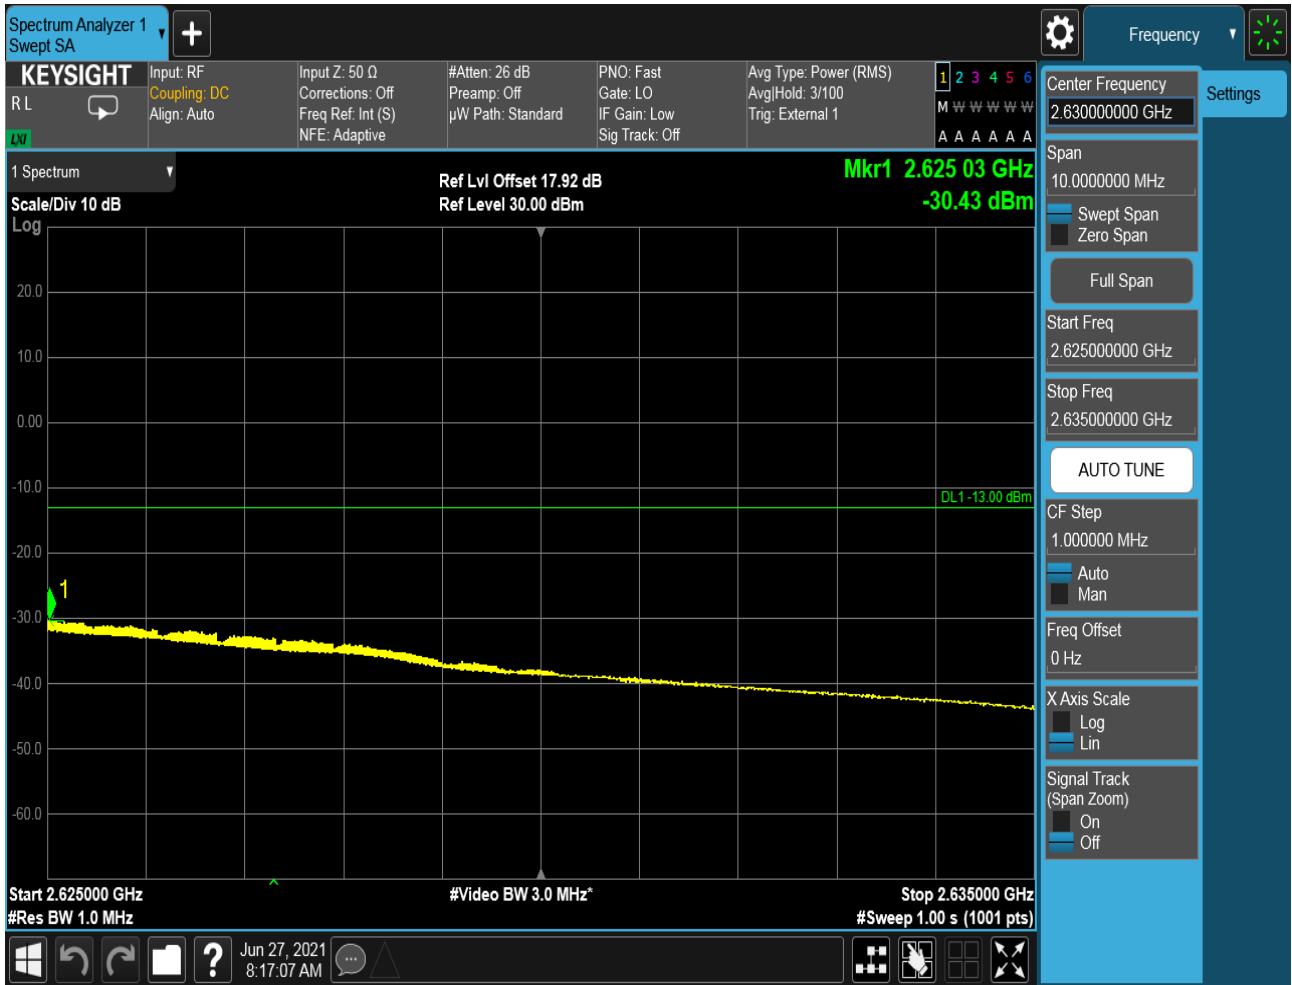 Spectrum Analyzer 1
Swept SA
Frequency
KEYSIGHT
R L
LXI
Input: RF
Coupling: DC
Align: Auto
Input Z: 50 Ω
Corrections: Off
Freq Ref: Int (S)
NFE: Adaptive
#Atten: 26 dB
Preamp: Off
µW Path: Standard
PNO: Fast
Gate: LO
IF Gain: Low
Sig Track: Off
Avg Type: Power (RMS)
Avg|Hold: 3/100
Trig: External 1
1 2 3 4 5 6
M W W W W W
A A A A A A
1 Spectrum
Scale/Div 10 dB
Log
Ref Lvl Offset 17.92 dB
Ref Level 30.00 dBm
Mkr1 2.625 03 GHz
-30.43 dBm
20.0
10.0
0.00
-10.0
-20.0
-30.0
-40.0
-50.0
-60.0
DL1 -13.00 dBm
1
Start 2.625000 GHz
#Res BW 1.0 MHz
#Video BW 3.0 MHz*
Stop 2.635000 GHz
#Sweep 1.00 s (1001 pts)
Center Frequency
2.630000000 GHz
Settings
Span
10.0000000 MHz
Swept Span
Zero Span
Full Span
Start Freq
2.625000000 GHz
Stop Freq
2.635000000 GHz
AUTO TUNE
CF Step
1.000000 MHz
Auto
Man
Freq Offset
0 Hz
X Axis Scale
Log
Lin
Signal Track
(Span Zoom)
On
Off
?
Jun 27, 2021
8:17:07 AM